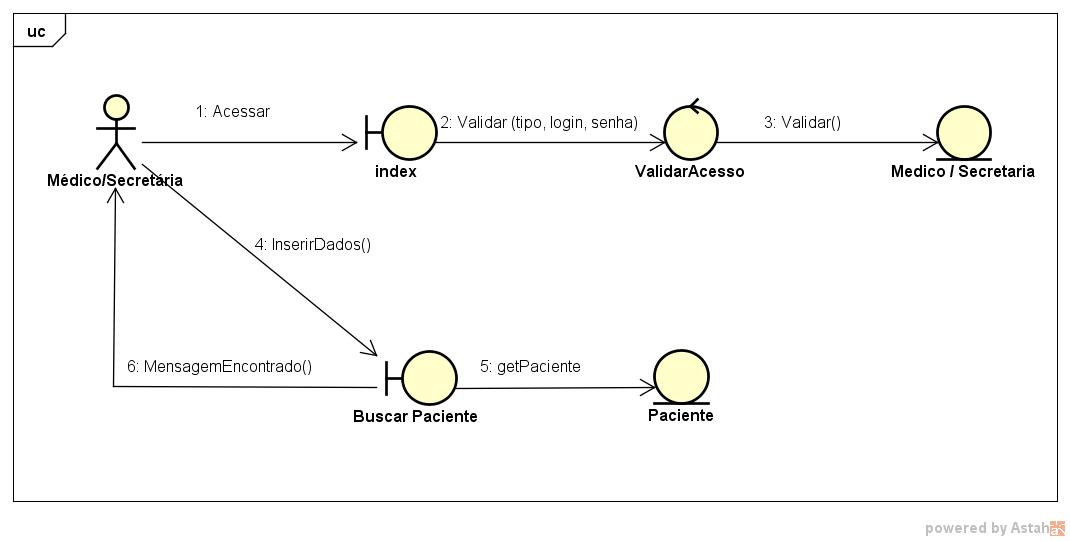 uc
1: Acessar
2: Validar (tipo, login, senha)
3: Validar()
Médico/Secretária
index
ValidarAcesso
Medico / Secretaria
4: InserirDados()
6: MensagemEncontrado()
5: getPaciente
Buscar Paciente
Paciente
powered by Astah